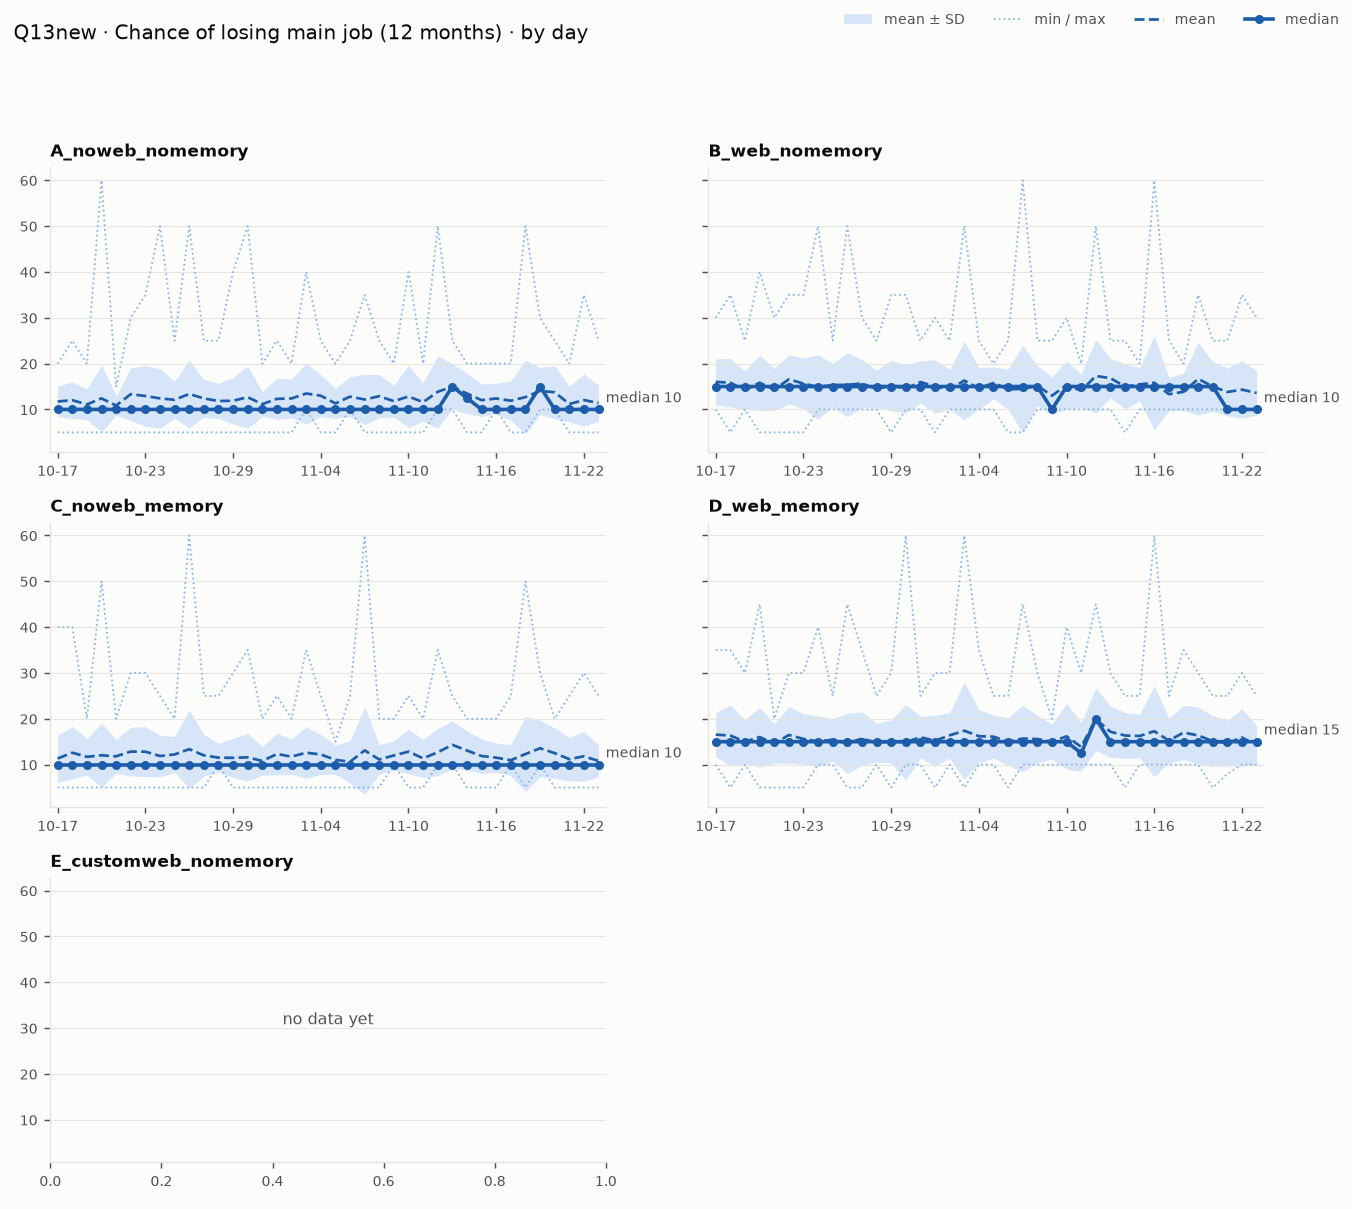 mean ± SD   min / max   mean   median
Q13new · Chance of losing main job (12 months) · by day
A_noweb_nomemory
60
50
40
30
20
10
median 10
10-17 10-23 10-29 11-04 11-10 11-16 11-22
B_web_nomemory
median 10
10-17 10-23 10-29 11-04 11-10 11-16 11-22
C_noweb_memory
60
50
40
30
20
10
median 10
10-17 10-23 10-29 11-04 11-10 11-16 11-22
D_web_memory
median 15
10-17 10-23 10-29 11-04 11-10 11-16 11-22
E_customweb_nomemory
60
50
40
30
20
10
no data yet
0.0 0.2 0.4 0.6 0.8 1.0